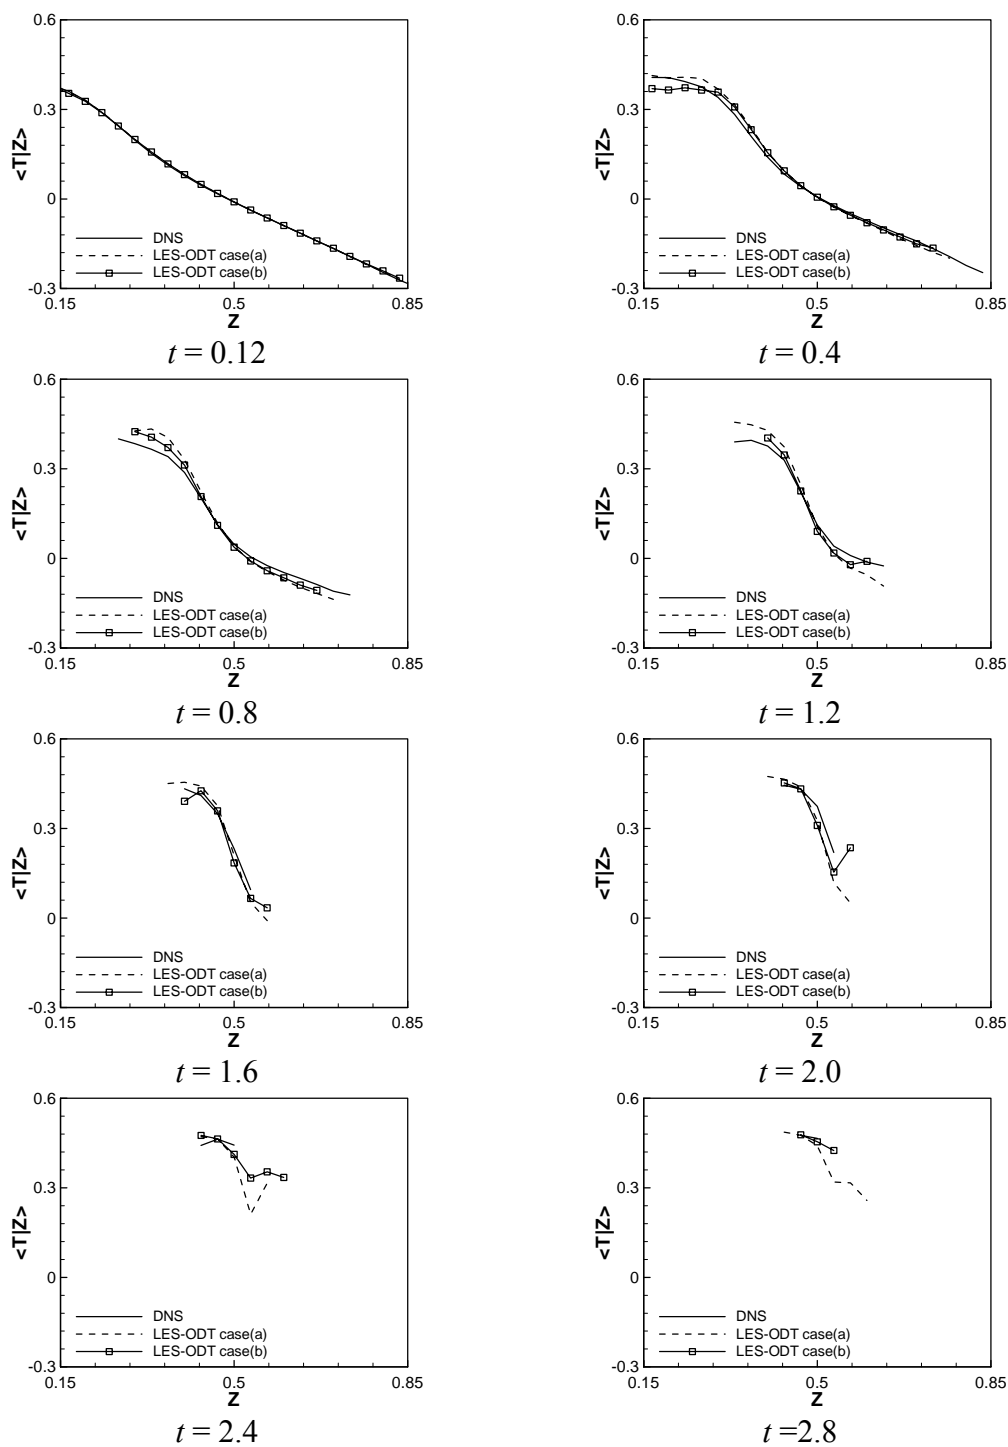 0.6 0.6
0.3 0.3
<T|Z> <T|Z>
0 0
DNS DNS
LES-ODT case(a) LES-ODT case(a)
LES-ODT case(b) LES-ODT case(b)
-0.3 -0.3
0.15 0.5 0.85 0.15 0.5 0.85
Z Z
t = 0.12 t = 0.4
0.6 0.6
0.3 0.3
<T|Z> <T|Z>
0 0
DNS DNS
LES-ODT case(a) LES-ODT case(a)
LES-ODT case(b) LES-ODT case(b)
-0.3 -0.3
0.15 0.5 0.85 0.15 0.5 0.85
Z Z
t = 0.8 t = 1.2
0.6 0.6
0.3 0.3
<T|Z> <T|Z>
0 0
DNS DNS
LES-ODT case(a) LES-ODT case(a)
LES-ODT case(b) LES-ODT case(b)
-0.3 -0.3
0.15 0.5 0.85 0.15 0.5 0.85
Z Z
t = 1.6 t = 2.0
0.6 0.6
0.3 0.3
<T|Z> <T|Z>
0 0
DNS DNS
LES-ODT case(a) LES-ODT case(a)
LES-ODT case(b) LES-ODT case(b)
-0.3 -0.3
0.15 0.5 0.85 0.15 0.5 0.85
Z Z
t = 2.4 t =2.8